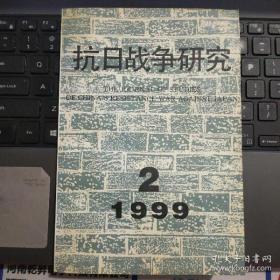 抗日战争研究
THE JOURNAL OF STUDIES
OF CHINA'S RESISTANCE WAR AGAINST JAPAN
2
1999